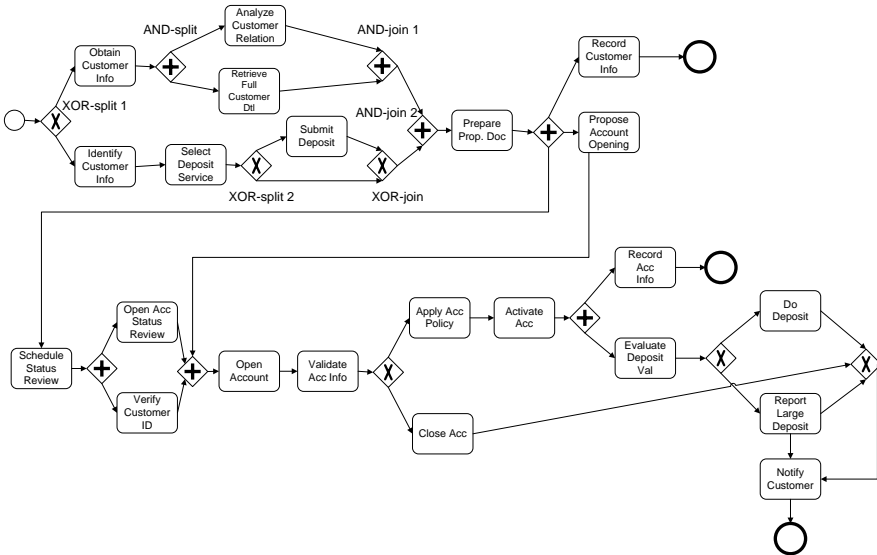 AND-split
Analyze
Customer
Relation
AND-join 1
Obtain
Customer
Info
Retrieve
Full
Customer
Dtl
Record
Customer
Info
XOR-split 1
AND-join 2
Submit
Deposit
Prepare
Prop. Doc
Propose
Account
Opening
Identify
Customer
Info
Select
Deposit
Service
XOR-split 2
XOR-join
Record
Acc
Info
Open Acc
Status
Review
Apply Acc
Policy
Activate
Acc
Do
Deposit
Schedule
Status
Review
Open
Account
Validate
Acc Info
Evaluate
Deposit
Val
Verify
Customer
ID
Close Acc
Report
Large
Deposit
Notify
Customer